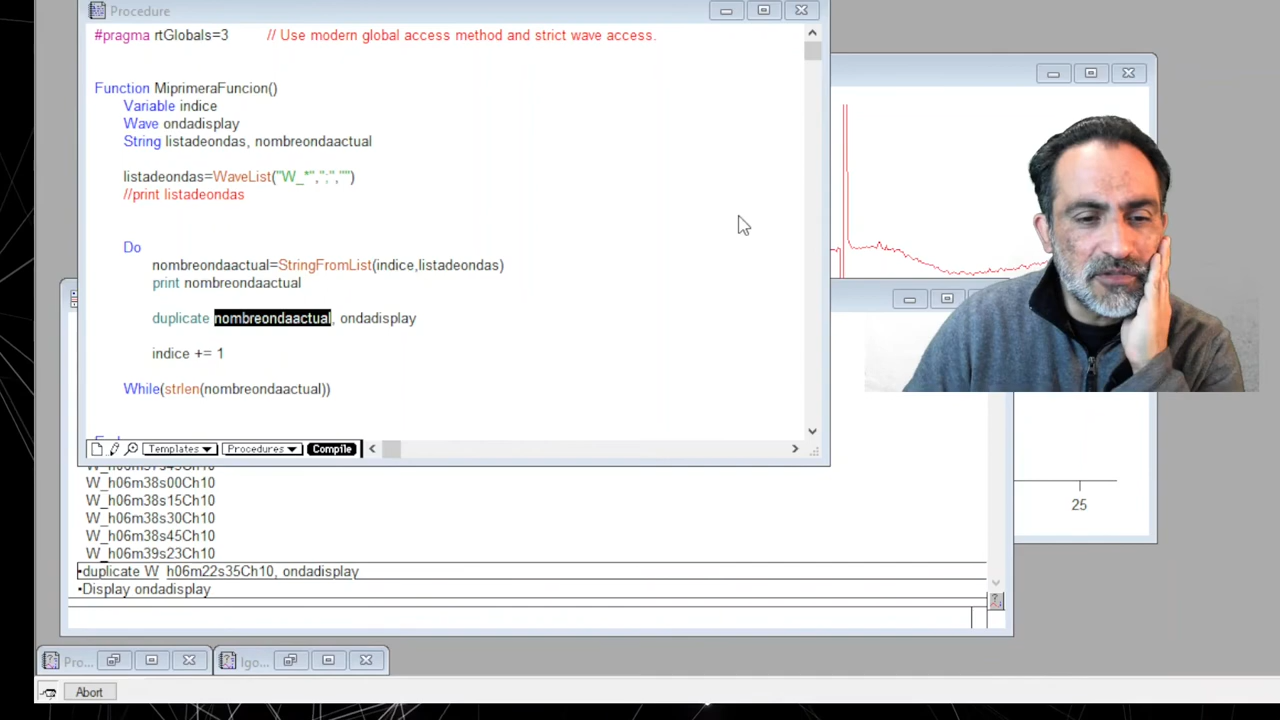 Procedure
#pragma rtGlobals=3 // Use modern global access method and strict wave access.
Function MiprimeraFuncion()
Variable indice
Wave ondadisplay
String listadeondas, nombreondaactual
listadeondas=WaveList("W_*",";","")
//print listadeondas
Do
nombreondaactual=StringFromList(indice,listadeondas)
print nombreondaactual
duplicate nombreondaactual, ondadisplay
indice += 1
While(strlen(nombreondaactual))
Templates Procedures Compile
W_h06m38s00Ch10
W_h06m38s15Ch10
W_h06m38s30Ch10
W_h06m38s45Ch10
W_h06m39s23Ch10
•duplicate W_h06m22s35Ch10, ondadisplay
•Display ondadisplay
25
Pro... Igo...
Abort